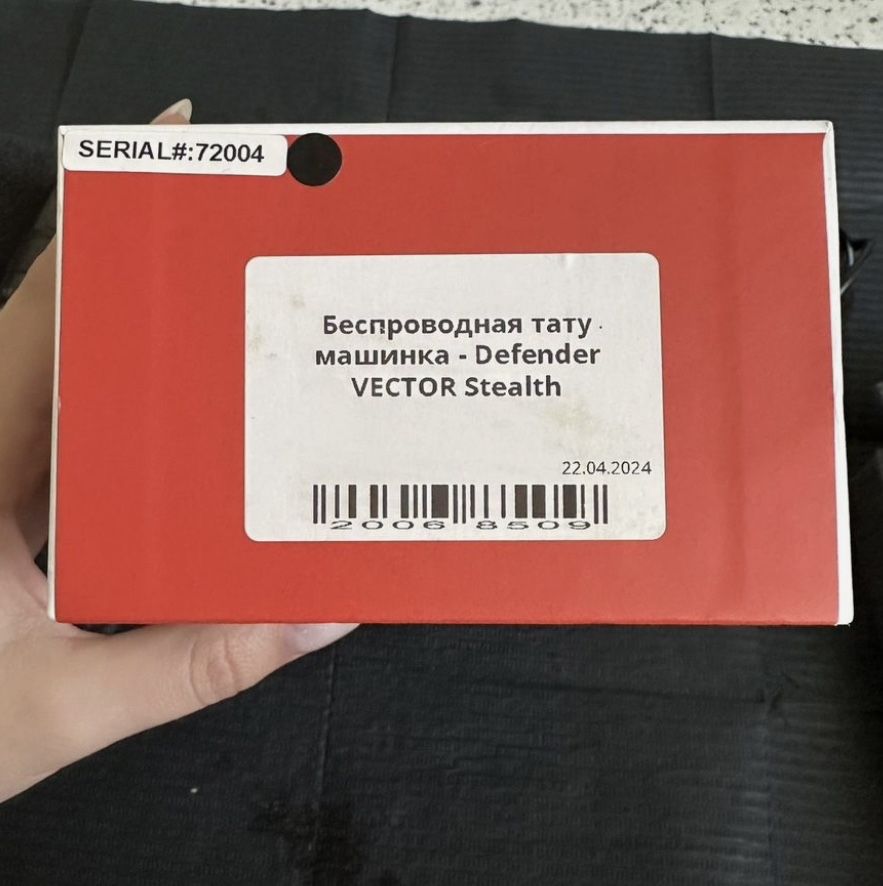 SERIAL#:72004
Беспроводная тату
машинка - Defender
VECTOR Stealth
22.04.2024
2006 8509